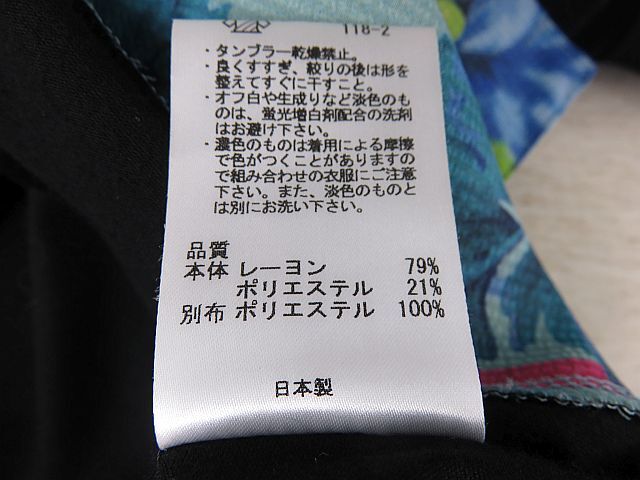 118-2
・タンブラー乾燥禁止。
・良くすすぎ、絞りの後は形を
整えてすぐに干すこと。
・オフ白や生成りなど淡色のも
のは、蛍光増白剤配合の洗剤
はお避け下さい。
・濃色のものは着用による摩擦
で色がつくことがありますの
で組み合わせの衣服にご注意
下さい。また、淡色のものと
は別にお洗い下さい。
品質
本体 レーヨン 79%
ポリエステル 21%
別布 ポリエステル 100%
日本製